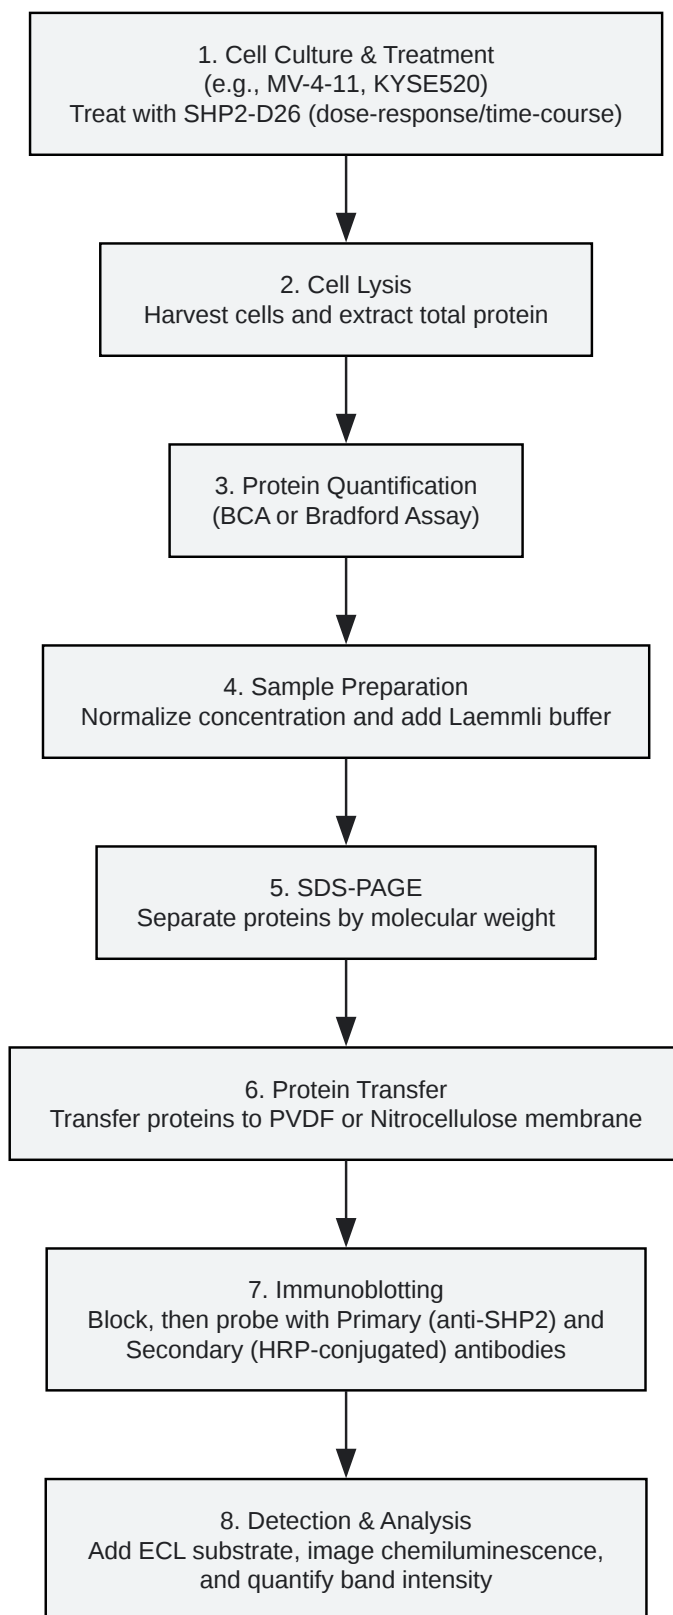 1. Cell Culture & Treatment
(e.g., MV-4-11, KYSE520)
Treat with SHP2-D26 (dose-response/time-course)
2. Cell Lysis
Harvest cells and extract total protein
3. Protein Quantification
(BCA or Bradford Assay)
4. Sample Preparation
Normalize concentration and add Laemmli buffer
5. SDS-PAGE
Separate proteins by molecular weight
6. Protein Transfer
Transfer proteins to PVDF or Nitrocellulose membrane
7. Immunoblotting
Block, then probe with Primary (anti-SHP2) and
Secondary (HRP-conjugated) antibodies
8. Detection & Analysis
Add ECL substrate, image chemiluminescence,
and quantify band intensity